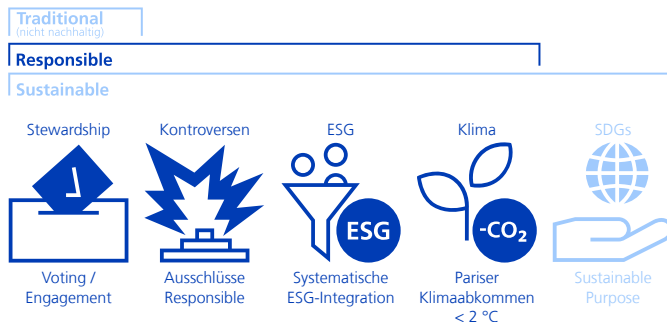 Traditional
(nicht nachhaltig)
Responsible
Sustainable
Stewardship
Kontroversen
ESG
Klima
SDGs
ESG
-CO₂
Voting /
Engagement
Ausschlüsse
Responsible
Systematische
ESG-Integration
Pariser
Klimaabkommen
< 2 °C
Sustainable
Purpose